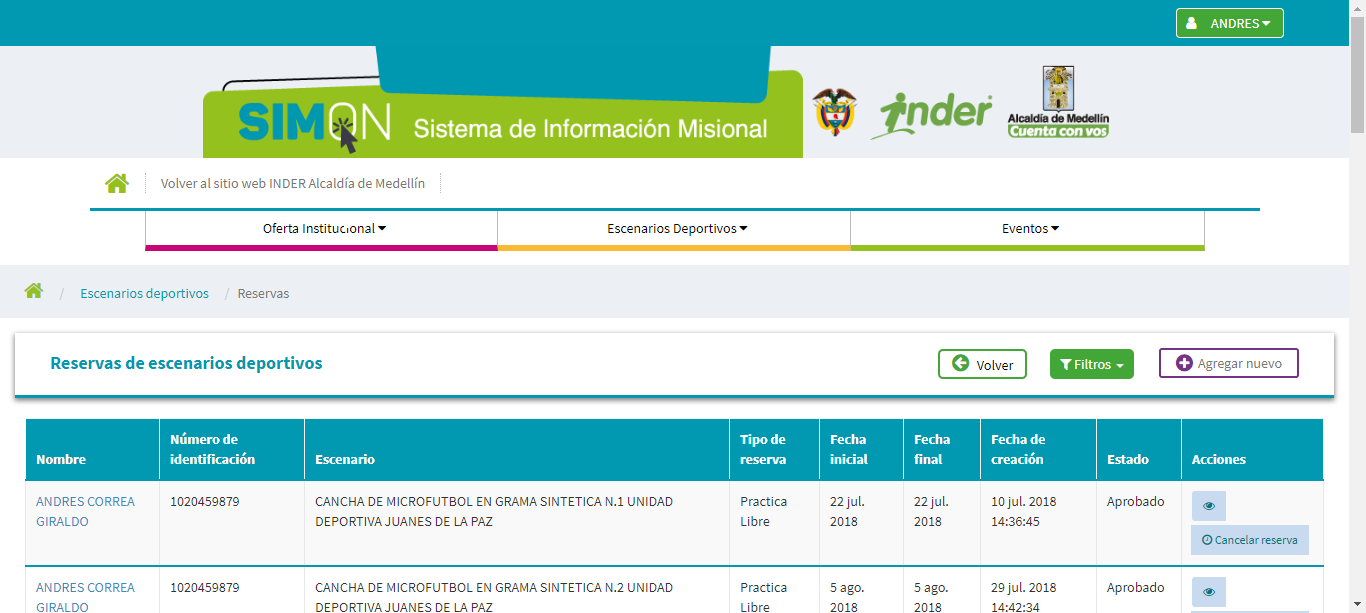 ANDRES
SIMON Sistema de Información Misional
inder
Alcaldía de Medellín
Cuenta con vos
Volver al sitio web INDER Alcaldía de Medellín
Oferta Institucional
Escenarios Deportivos
Eventos
/ Escenarios deportivos / Reservas
Reservas de escenarios deportivos
Volver
Filtros
Agregar nuevo
Nombre
Número de
identificación
Escenario
Tipo de
reserva
Fecha
inicial
Fecha
final
Fecha de
creación
Estado
Acciones
ANDRES CORREA
GIRALDO
1020459879
CANCHA DE MICROFUTBOL EN GRAMA SINTETICA N.1 UNIDAD
DEPORTIVA JUANES DE LA PAZ
Practica
Libre
22 jul.
2018
22 jul.
2018
10 jul. 2018
14:36:45
Aprobado
Cancelar reserva
ANDRES CORREA
GIRALDO
1020459879
CANCHA DE MICROFUTBOL EN GRAMA SINTETICA N.2 UNIDAD
DEPORTIVA JUANES DE LA PAZ
Practica
Libre
5 ago.
2018
5 ago.
2018
29 jul. 2018
14:42:34
Aprobado